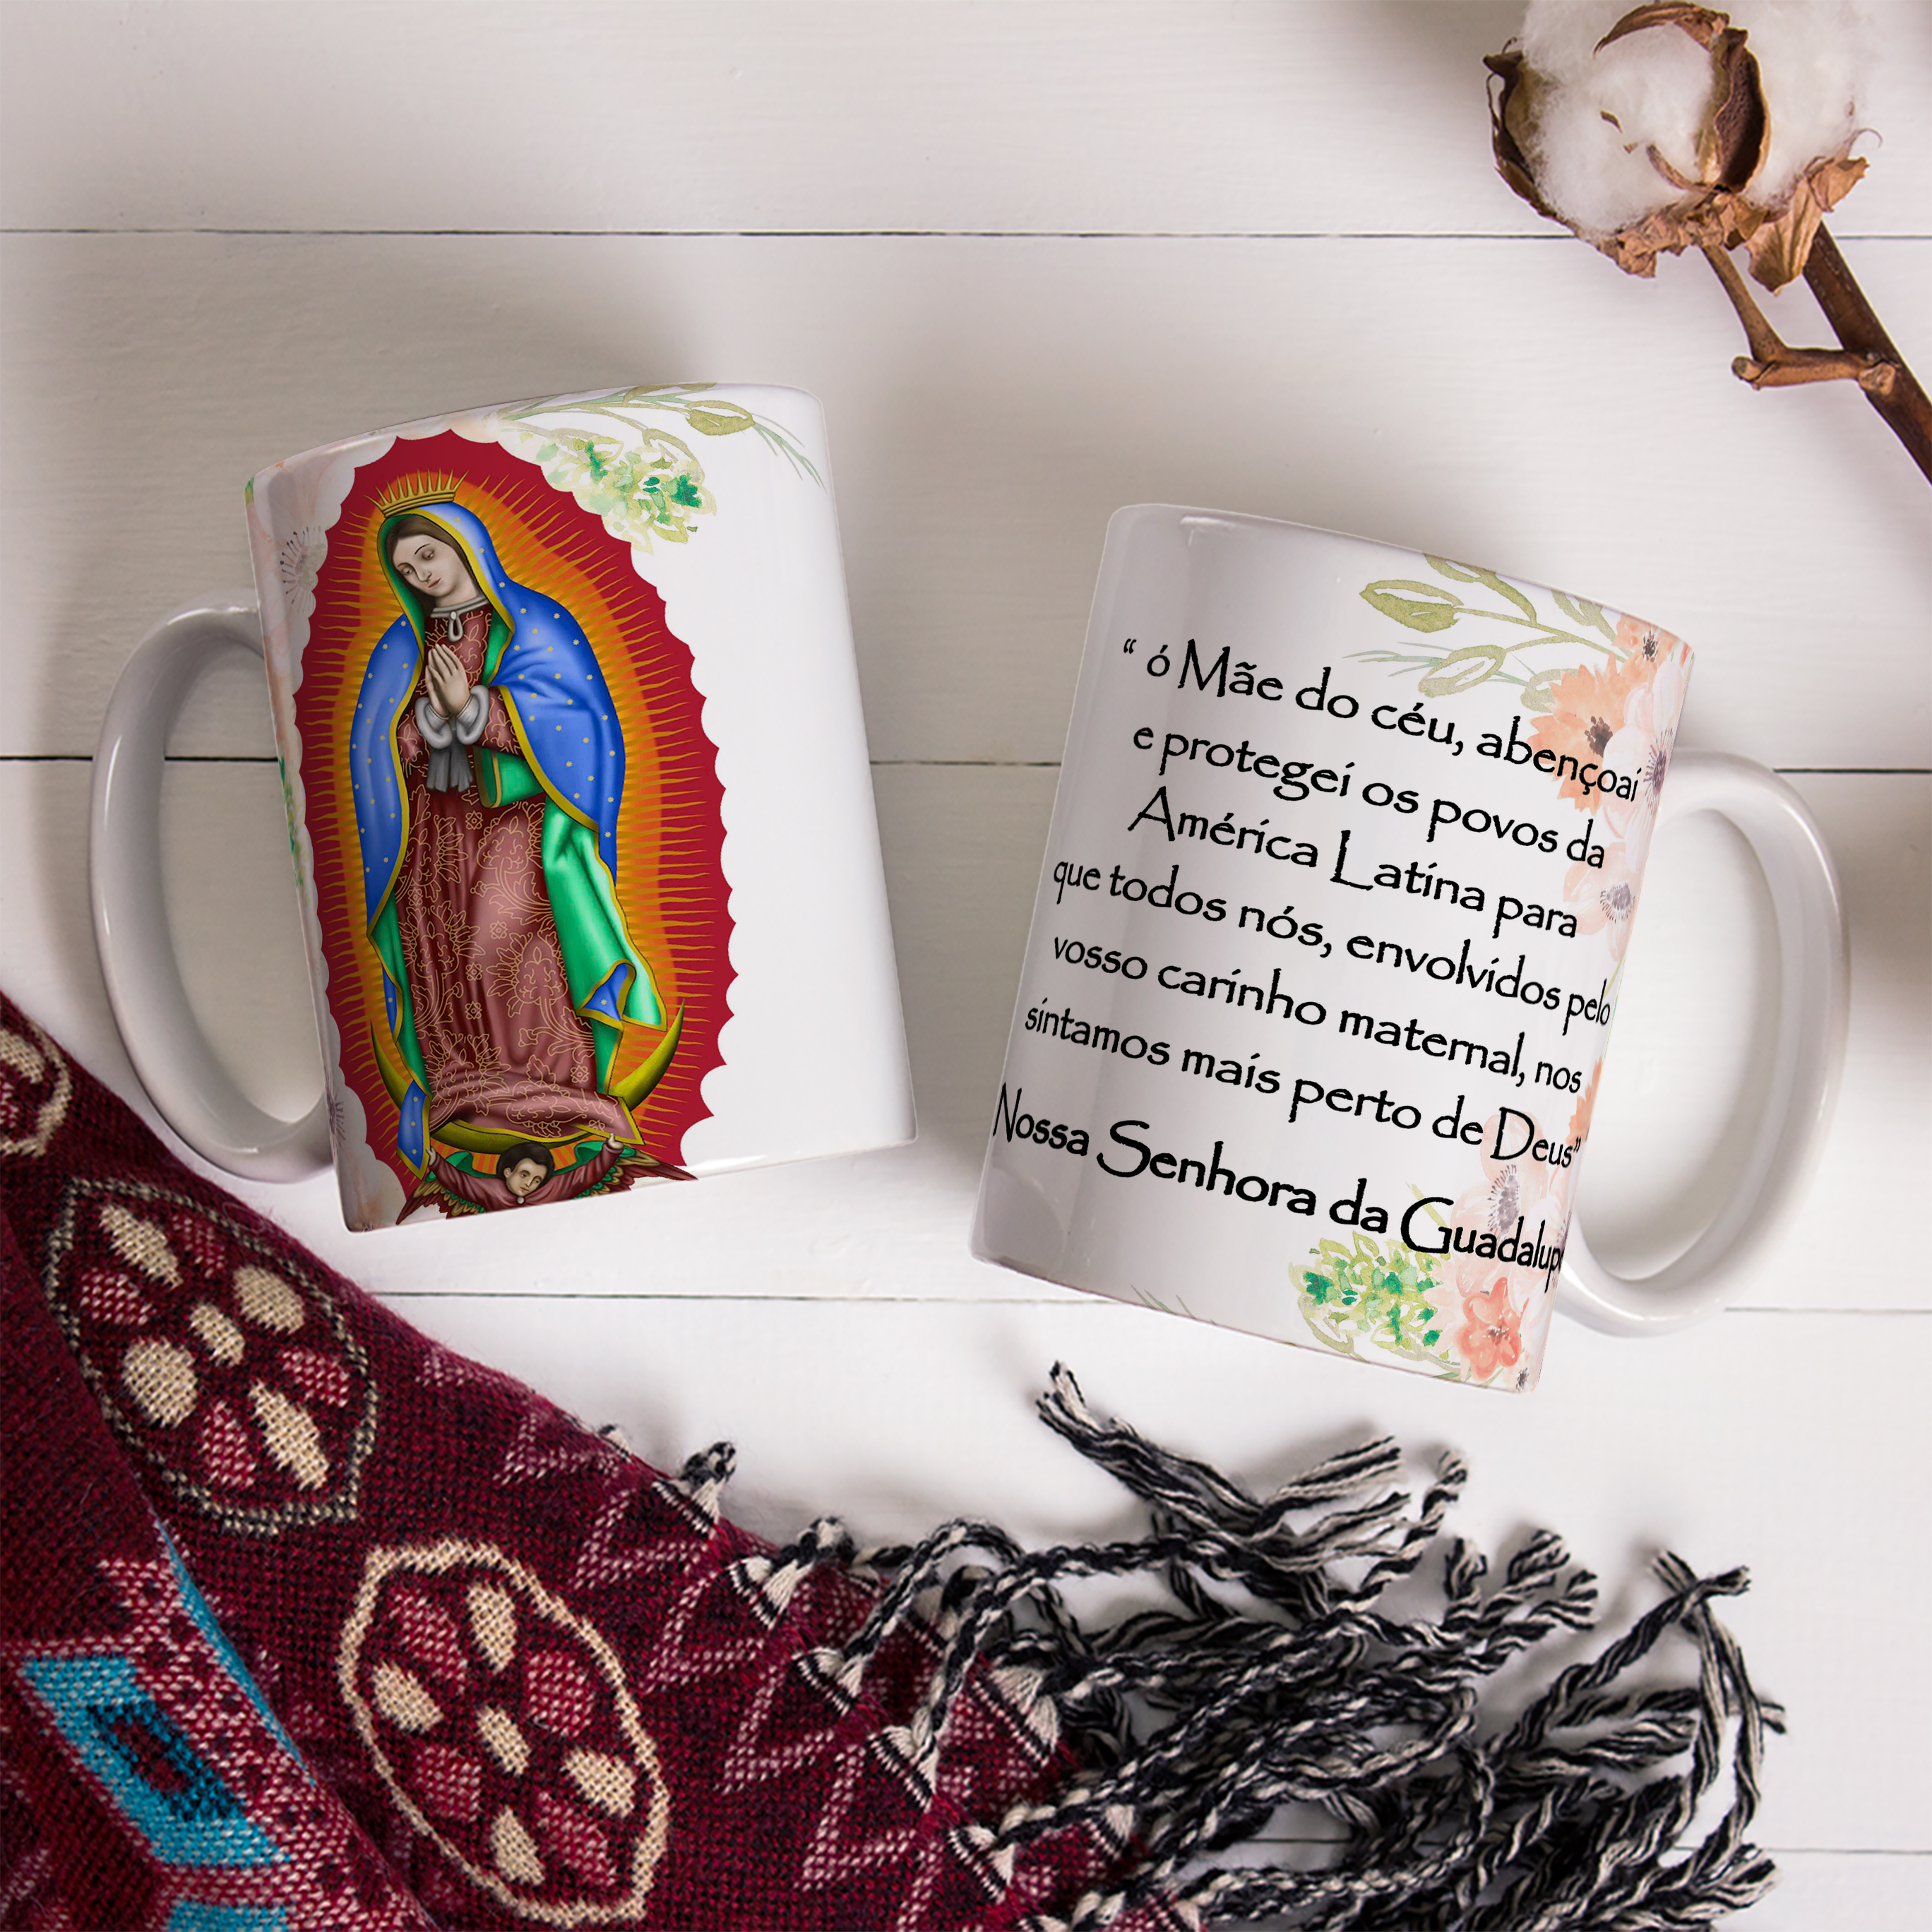 “ ó Mãe do céu, abençoai
e protegei os povos da
América Latina para
que todos nós, envolvidos pelo
vosso carinho maternal, nos
sintamos mais perto de Deus”
Nossa Senhora da Guadalupe